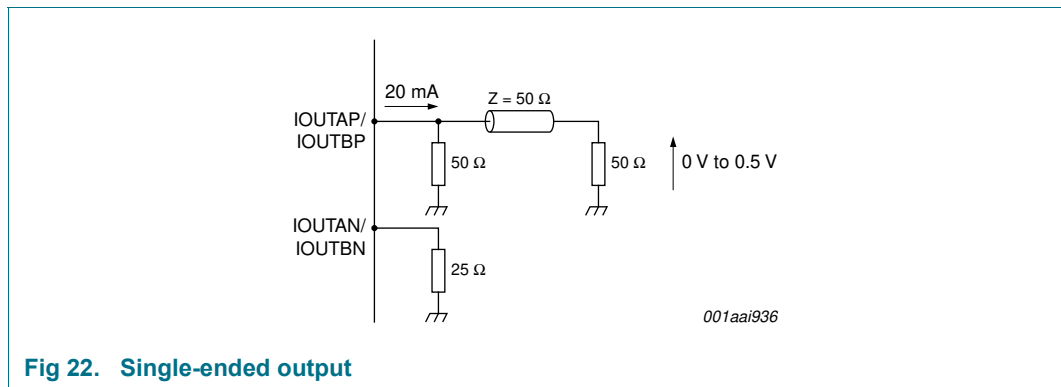 20 mA
Z = 50 Ω
IOUTAP/
IOUTBP
50 Ω
50 Ω
0 V to 0.5 V
IOUTAN/
IOUTBN
25 Ω
001aai936
Fig 22. Single-ended output